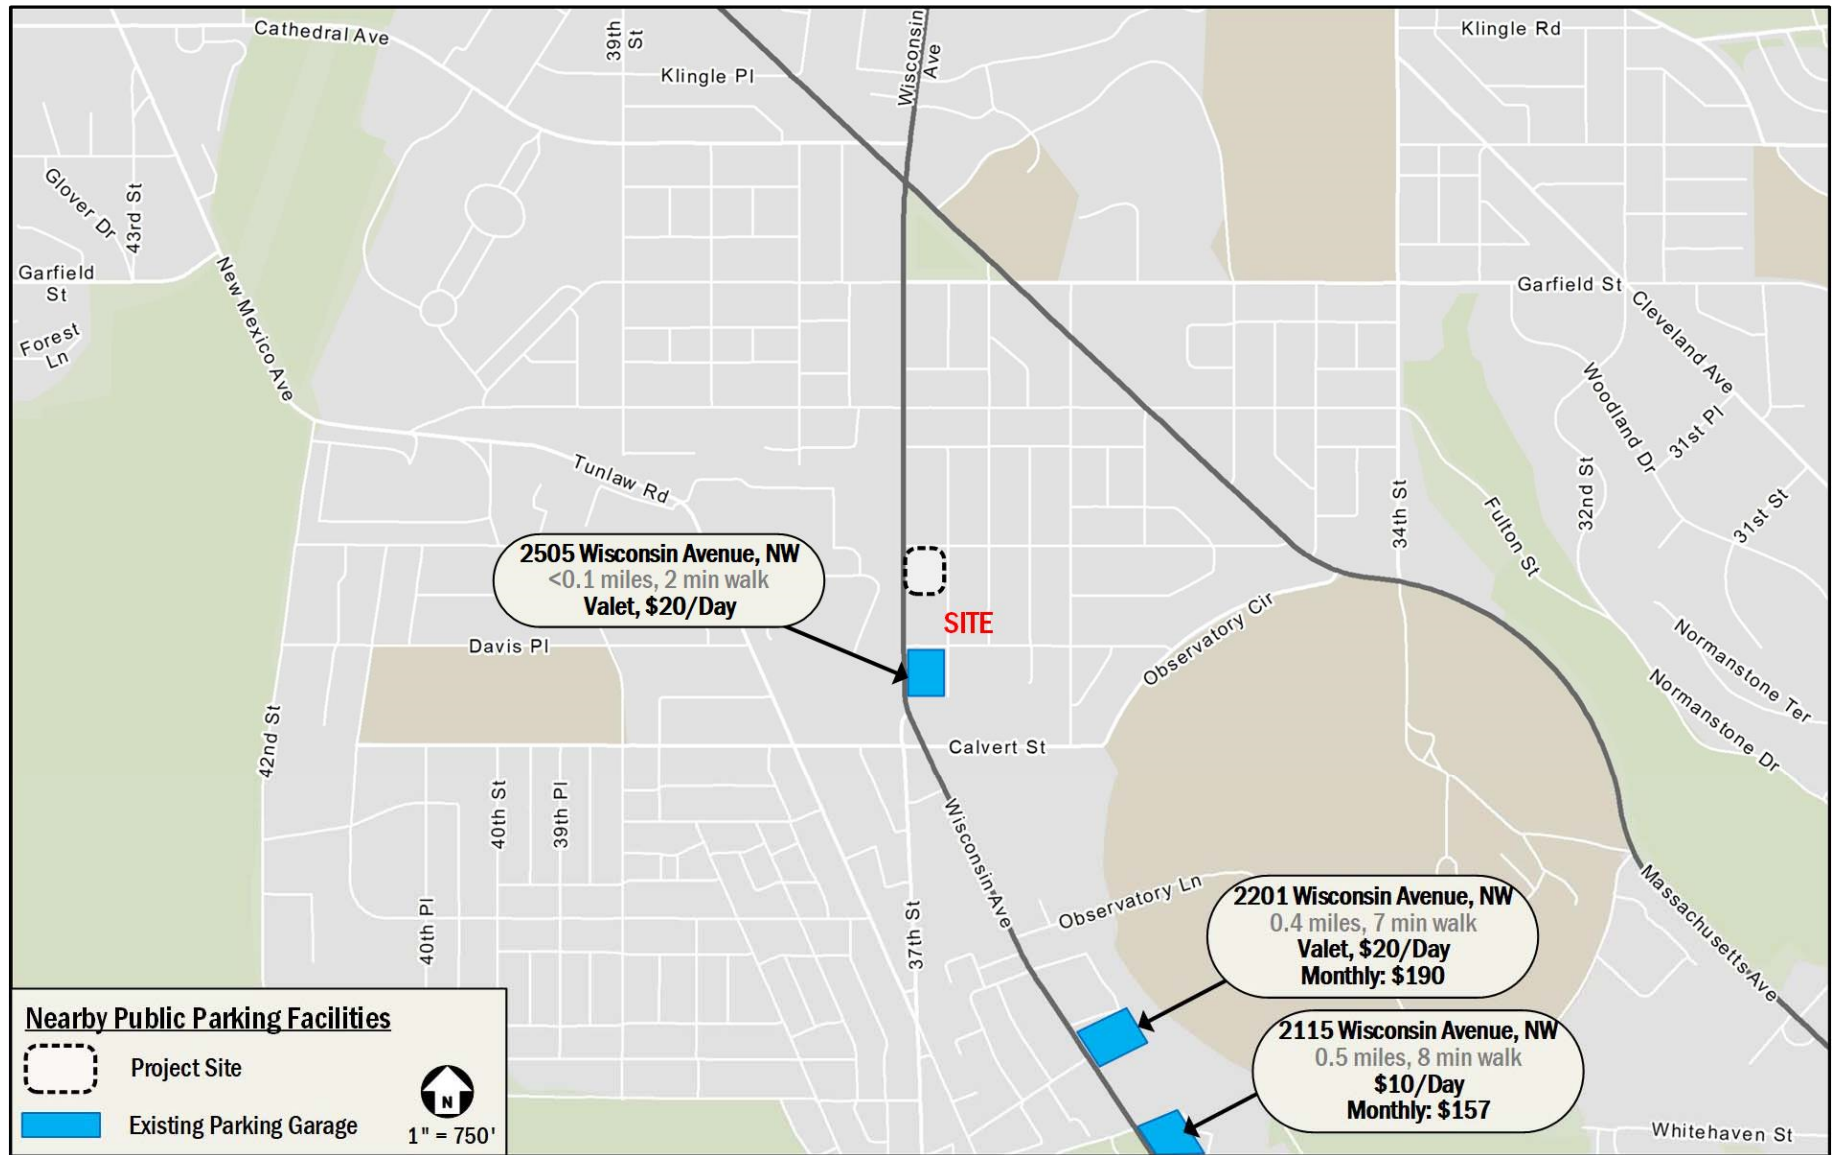 Cathedral Ave
39th
St
Klingle Pl
Wisconsin
Ave
Klingle Rd
Glover Dr
43rd St
Garfield
St
New Mexico Ave
Forest
Ln
Garfield St
Cleveland Ave
Woodland Dr
31st Pl
32nd St
31st St
Tunlaw Rd
34th St
Fulton St
2505 Wisconsin Avenue, NW
<0.1 miles, 2 min walk
Valet, $20/Day
SITE
Davis Pl
Observatory Cir
Normanstone Ter
Normanstone Dr
42nd St
Calvert St
40th St
39th Pl
Wisconsin Ave
40th Pl
37th St
Observatory Ln
Massachusetts Ave
2201 Wisconsin Avenue, NW
0.4 miles, 7 min walk
Valet, $20/Day
Monthly: $190
2115 Wisconsin Avenue, NW
0.5 miles, 8 min walk
$10/Day
Monthly: $157
Whitehaven St
Nearby Public Parking Facilities
Project Site
Existing Parking Garage
N
1" = 750'